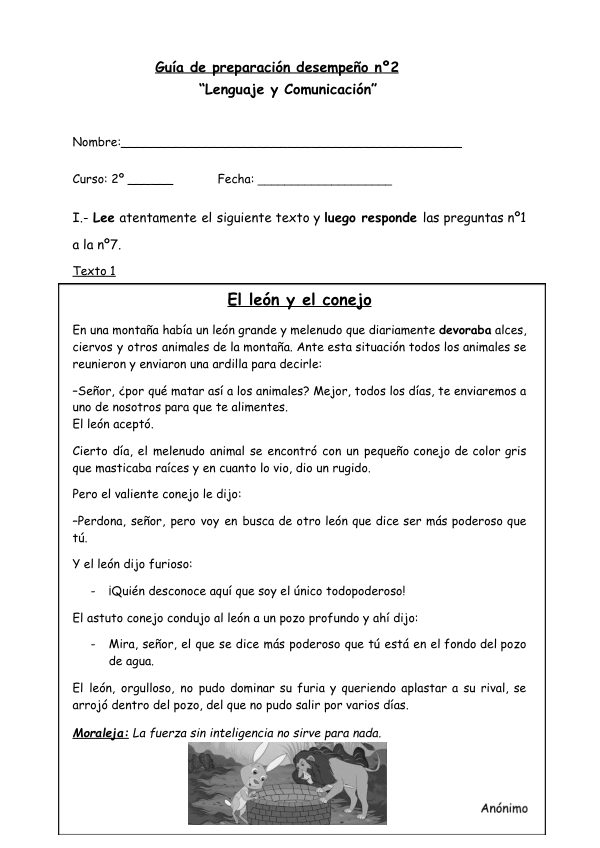 Guía de preparación desempeño nº2
“Lenguaje y Comunicación”
Nombre:_______________________________________________
Curso: 2º ______ Fecha: ____________________
I.- Lee atentamente el siguiente texto y luego responde las preguntas nº1
a la nº7.
Texto 1
El león y el conejo
En una montaña había un león grande y melenudo que diariamente devoraba alces,
ciervos y otros animales de la montaña. Ante esta situación todos los animales se
reunieron y enviaron una ardilla para decirle:
–Señor, ¿por qué matar así a los animales? Mejor, todos los días, te enviaremos a
uno de nosotros para que te alimentes.
El león aceptó.
Cierto día, el melenudo animal se encontró con un pequeño conejo de color gris
que masticaba raíces y en cuanto lo vio, dio un rugido.
Pero el valiente conejo le dijo:
–Perdona, señor, pero voy en busca de otro león que dice ser más poderoso que
tú.
Y el león dijo furioso:
- ¡Quién desconoce aquí que soy el único todopoderoso!
El astuto conejo condujo al león a un pozo profundo y ahí dijo:
- Mira, señor, el que se dice más poderoso que tú está en el fondo del pozo
de agua.
El león, orgulloso, no pudo dominar su furia y queriendo aplastar a su rival, se
arrojó dentro del pozo, del que no pudo salir por varios días.
Moraleja: La fuerza sin inteligencia no sirve para nada.
Anónimo